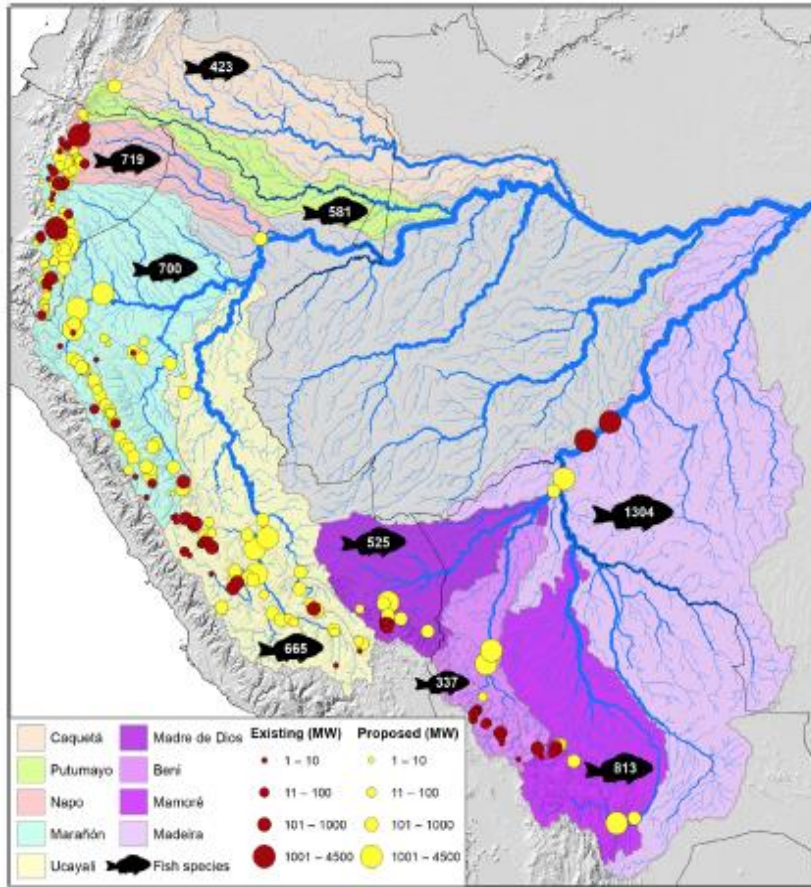 423
719
581
700
1304
525
665
337
813
Caquetá
Putumayo
Napo
Marañón
Ucayali
Madre de Dios
Beni
Mamoré
Madeira
Fish species
Existing (MW)
1 – 10
11 – 100
101 – 1000
1001 – 4500
Proposed (MW)
1 – 10
11 – 100
101 – 1000
1001 – 4500